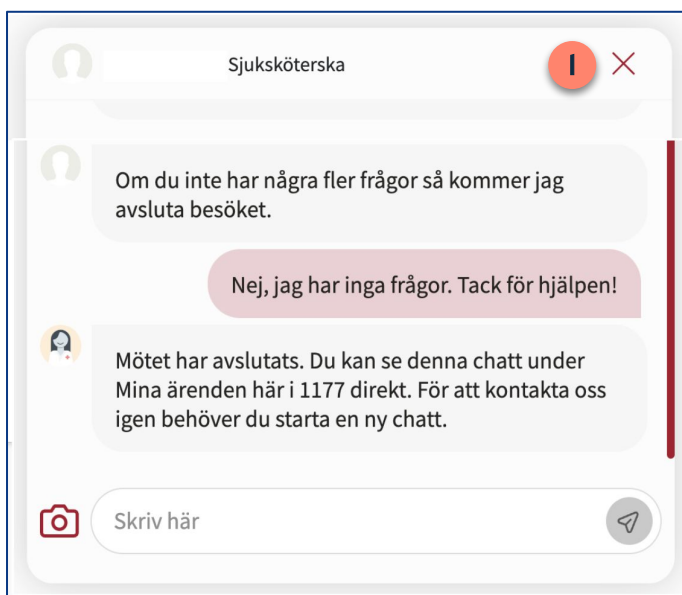 Sjuksköterska
1
Om du inte har några fler frågor så kommer jag
avsluta besöket.
Nej, jag har inga frågor. Tack för hjälpen!
Mötet har avslutats. Du kan se denna chatt under
Mina ärenden här i 1177 direkt. För att kontakta oss
igen behöver du starta en ny chatt.
Skriv här